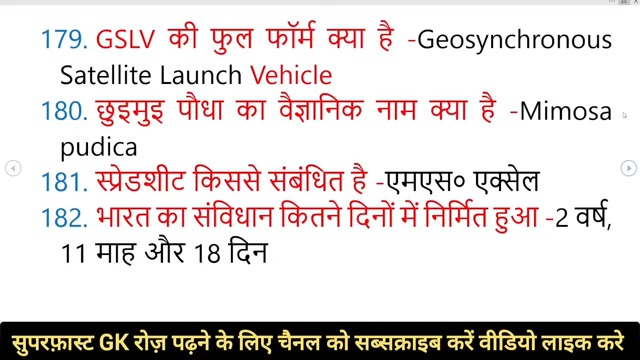 179. GSLV की फुल फॉर्म क्या है -Geosynchronous
Satellite Launch Vehicle
180. छुइमुइ पौधा का वैज्ञानिक नाम क्या है -Mimosa
pudica
181. स्प्रेडशीट किससे संबंधित है -एमएस० एक्सेल
182. भारत का संविधान कितने दिनों में निर्मित हुआ -2 वर्ष,
11 माह और 18 दिन
सुपरफ़ास्ट GK रोज़ पढ़ने के लिए चैनल को सब्सक्राइब करें वीडियो लाइक करे